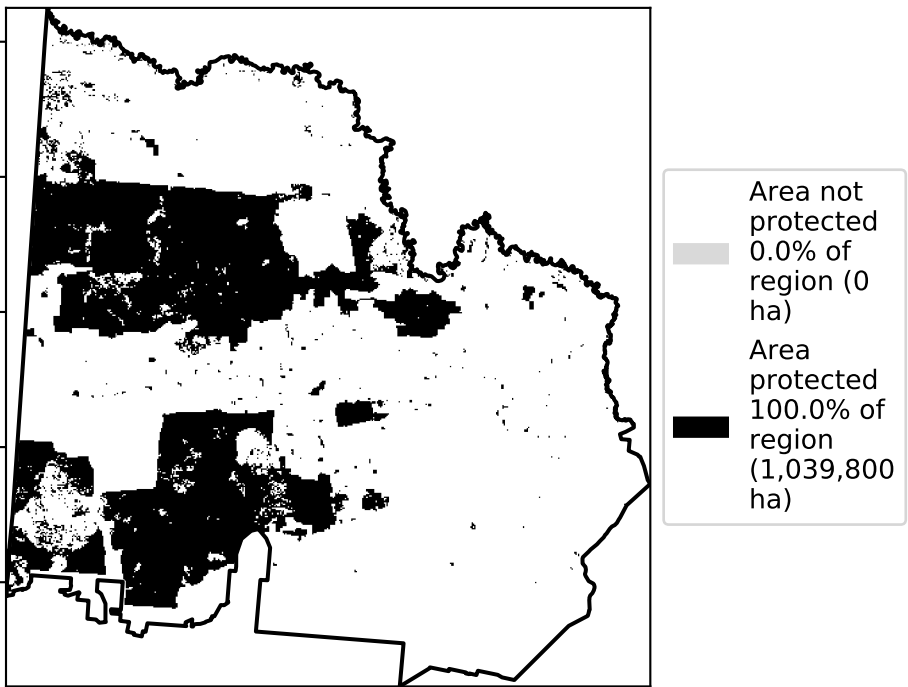 Area not
protected
0.0% of
region (0
ha)
Area
protected
100.0% of
region
(1,039,800
ha)